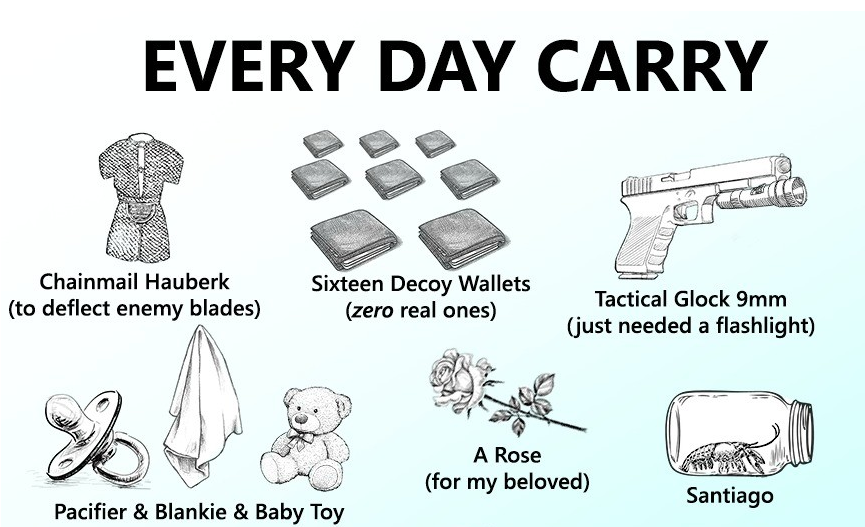 EVERY DAY CARRY
Chainmail Hauberk
(to deflect enemy blades)
Sixteen Decoy Wallets
(zero real ones)
Tactical Glock 9mm
(just needed a flashlight)
Pacifier & Blankie & Baby Toy
A Rose
(for my beloved)
Santiago